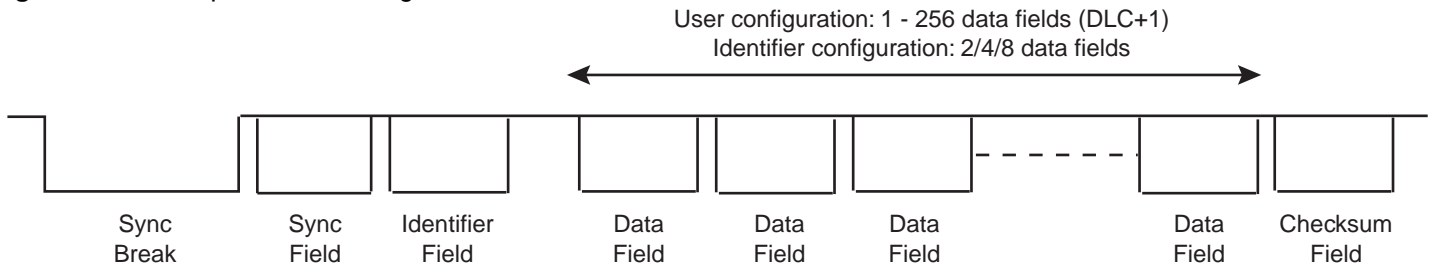 User configuration: 1 - 256 data fields (DLC+1)
Identifier configuration: 2/4/8 data fields
Sync Break
Sync Field
Identifier Field
Data Field
Data Field
Data Field
Data Field
Checksum Field